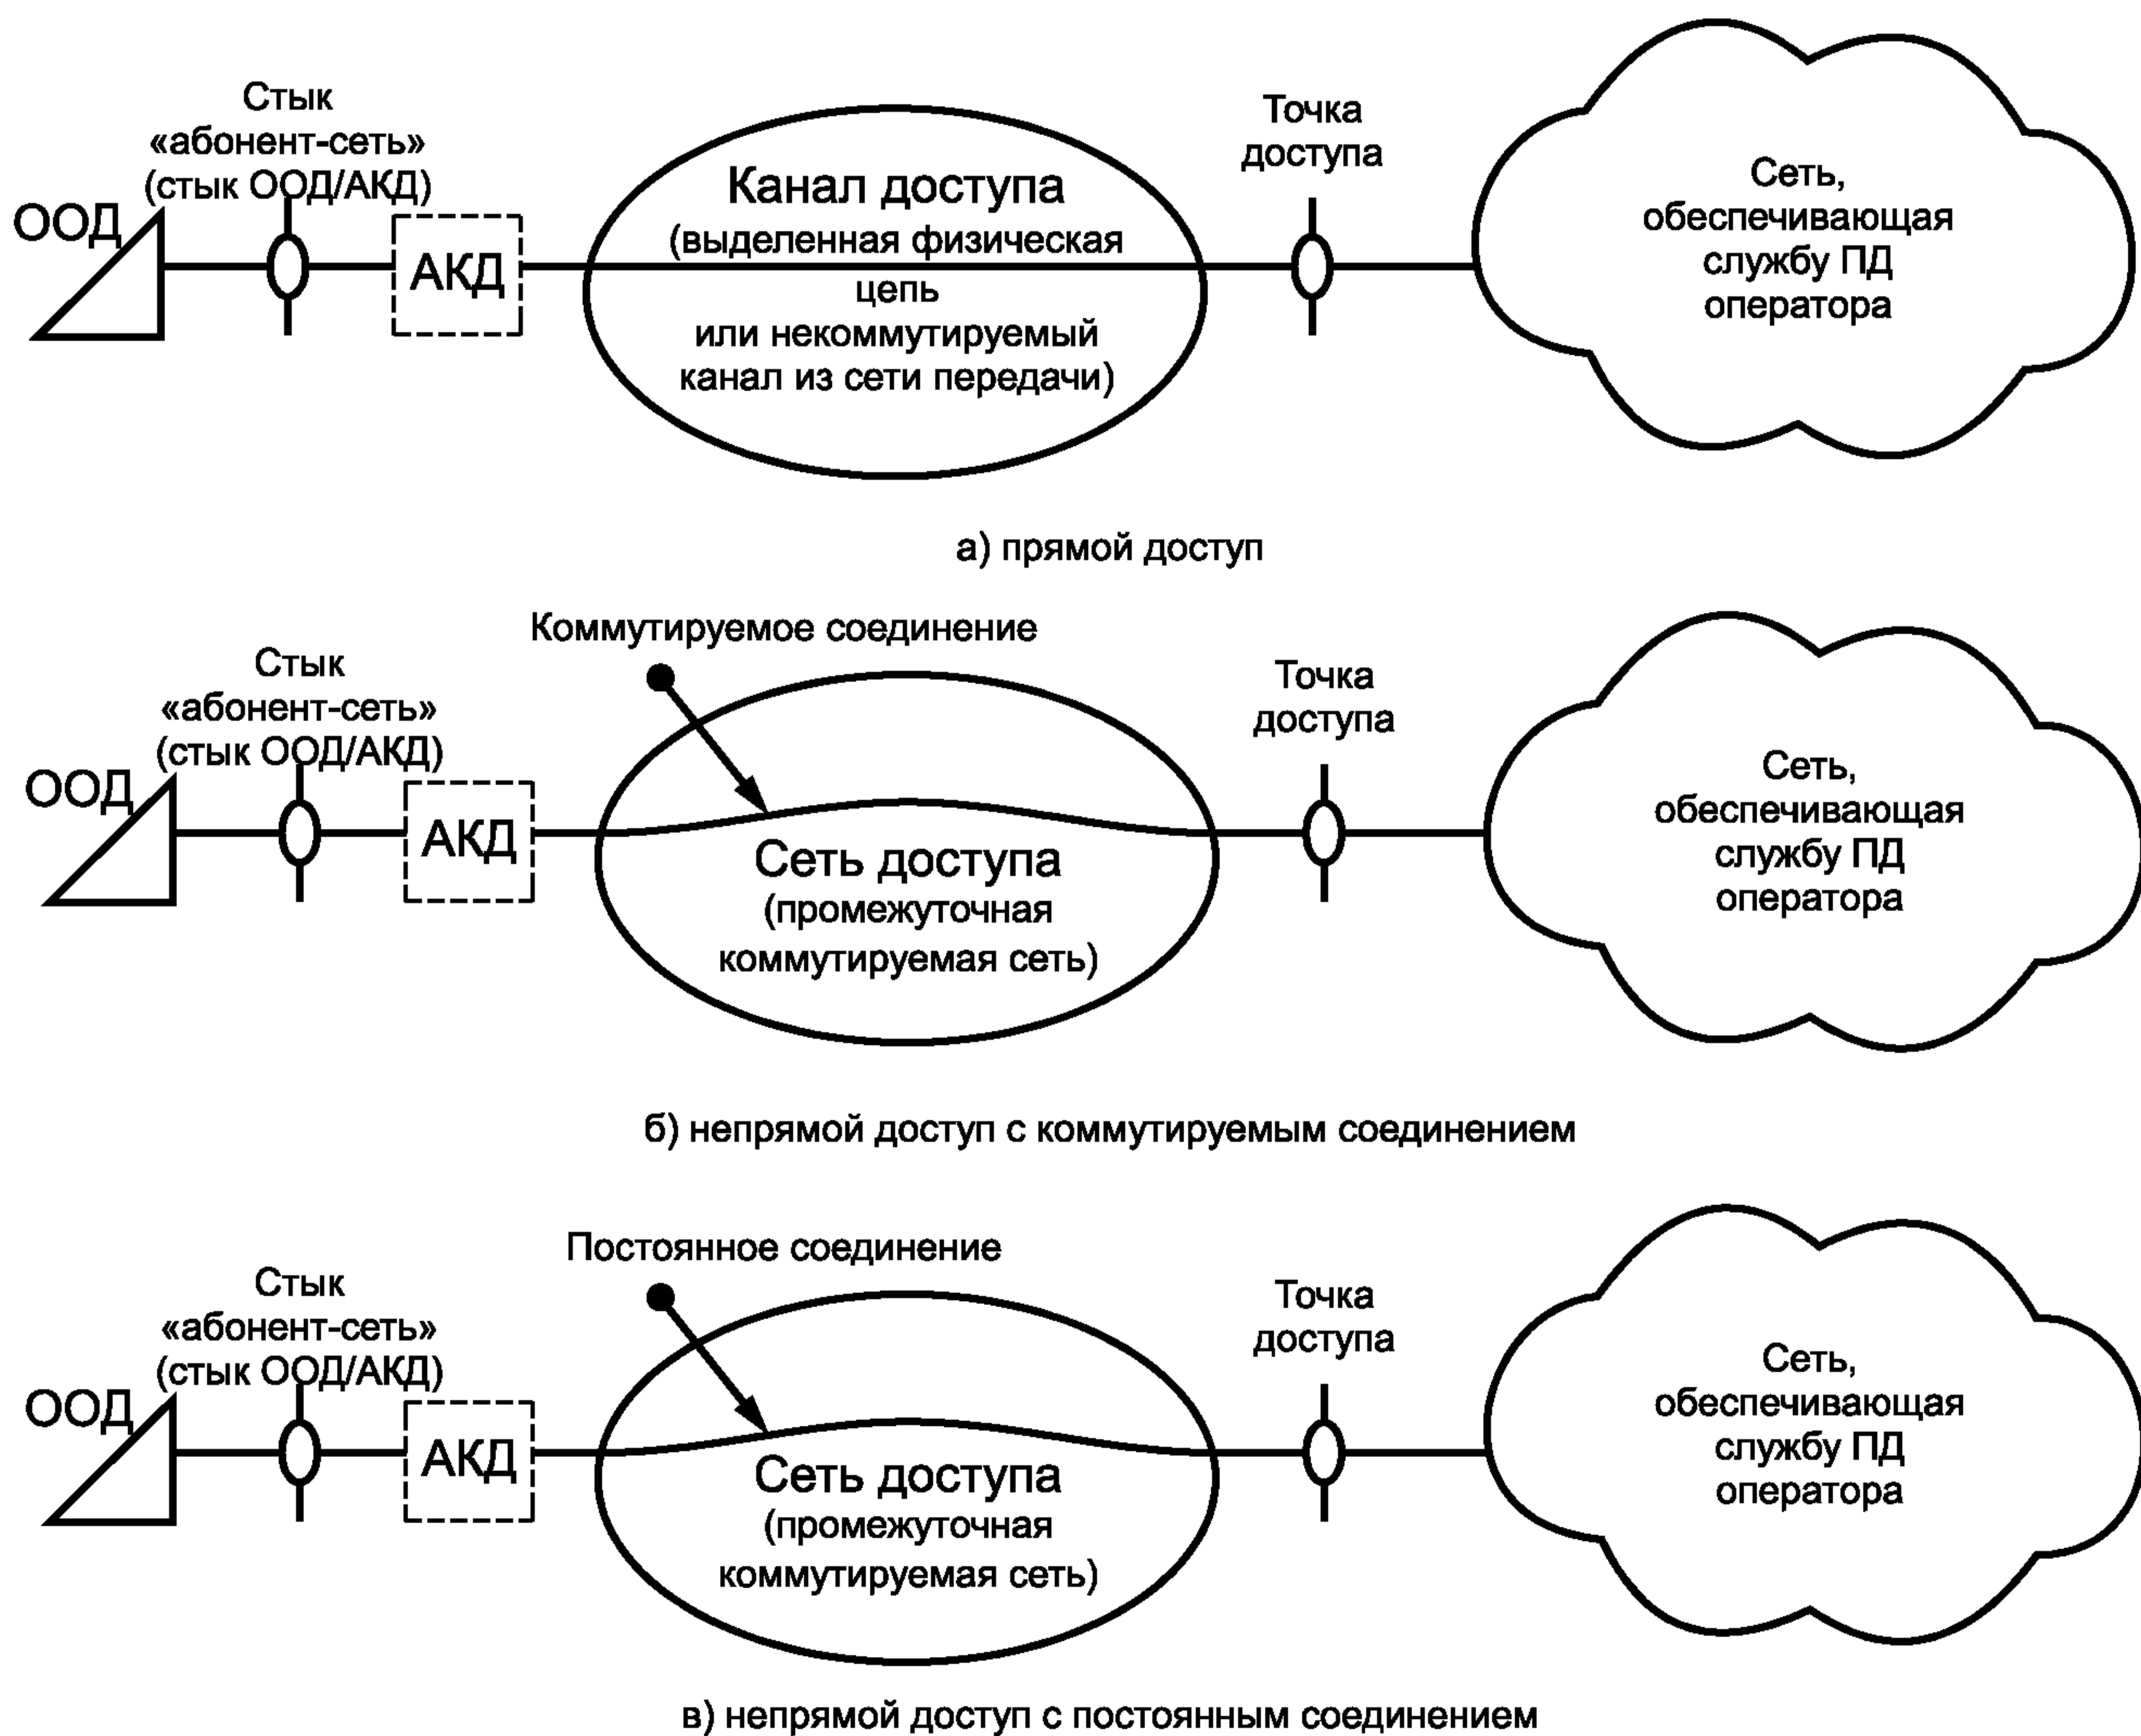 Стык
«абонент-сеть»
(стык ООД/АКД)
ООД
АКД
Канал доступа
(выделенная физическая
цепь
или некоммутируемый
канал из сети передачи)
Точка
доступа
Сеть,
обеспечивающая
службу ПД
оператора
а) прямой доступ
Коммутируемое соединение
Стык
«абонент-сеть»
(стык ООД/АКД)
ООД
АКД
Сеть доступа
(промежуточная
коммутируемая сеть)
Точка
доступа
Сеть,
обеспечивающая
службу ПД
оператора
б) непрямой доступ с коммутируемым соединением
Постоянное соединение
Стык
«абонент-сеть»
(стык ООД/АКД)
ООД
АКД
Сеть доступа
(промежуточная
коммутируемая сеть)
Точка
доступа
Сеть,
обеспечивающая
службу ПД
оператора
в) непрямой доступ с постоянным соединением